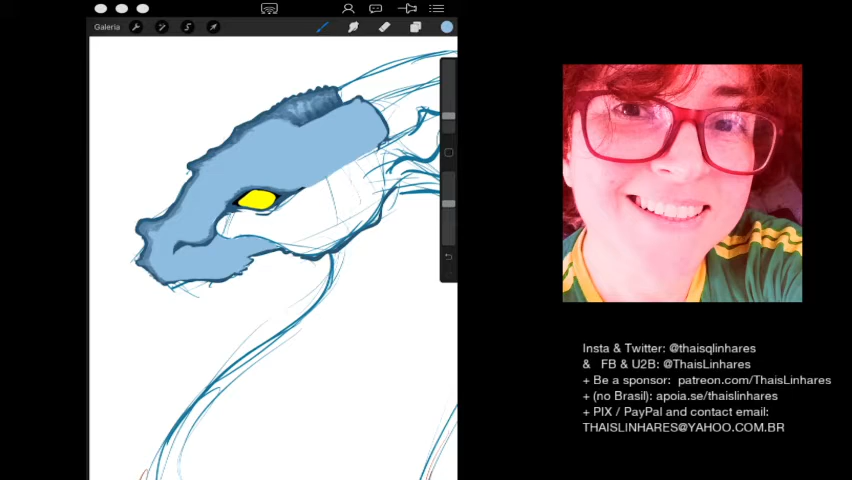 Galeria
Insta & Twitter: @thaisqlinhares
& FB & U2B: @ThaisLinhares
+ Be a sponsor: patreon.com/ThaisLinhares
+ (no Brasil): apoia.se/thaislinhares
+ PIX / PayPal and contact email:
THAISLINHARES@YAHOO.COM.BR